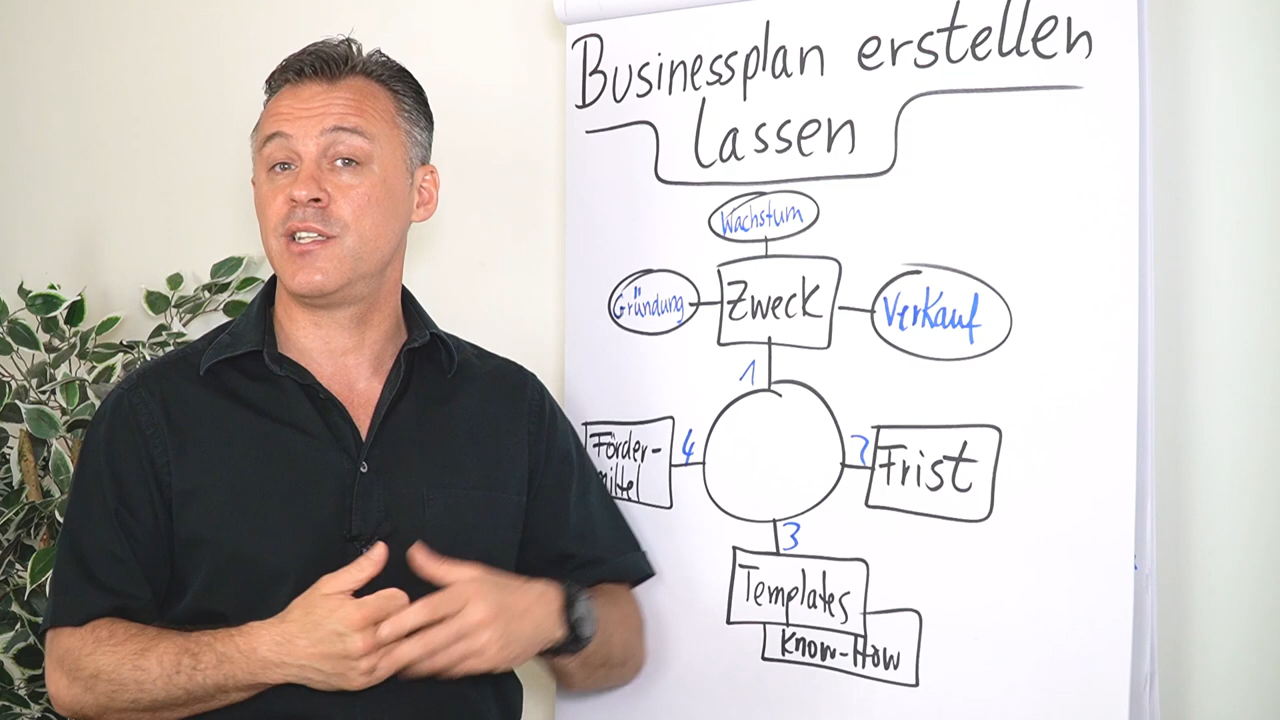 Businessplan erstellen
lassen
Wachstum
Gründung
Zweck
Verkauf
1
Förder-
mittel
4
2
Frist
3
Templates
Know-How